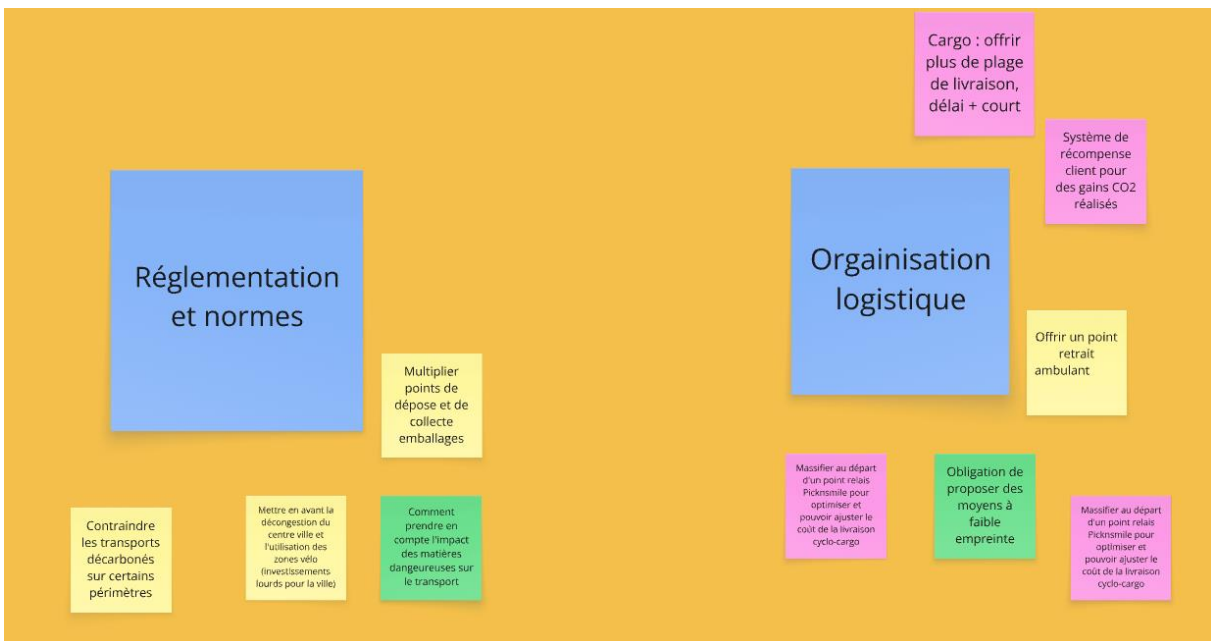 Réglementation
et normes
Multiplier
points de
dépose et de
collecte
emballages
Contraindre
les transports
décarbonés
sur certains
périmètres
Mettre en avant la
décongestion du
centre ville et
l'utilisation des
zones vélo
(investissements
lourds pour la ville)
Comment
prendre en
compte l'impact
des matières
dangeureuses sur
le transport
Cargo : offrir
plus de plage
de livraison,
délai + court
Système de
récompense
client pour
des gains CO2
réalisés
Orgainisation
logistique
Offrir un point
retrait
ambulant
Massifier au départ
d'un point relais
Picknsmile pour
optimiser et
pouvoir ajuster le
coût de la livraison
cyclo-cargo
Obligation de
proposer des
moyens à
faible
empreinte
Massifier au départ
d'un point relais
Picknsmile pour
optimiser et
pouvoir ajuster le
coût de la livraison
cyclo-cargo